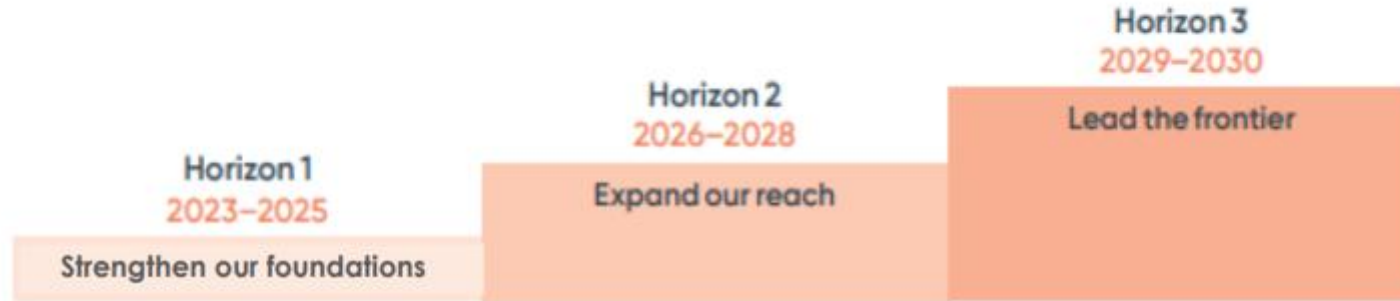 Horizon 1
2023–2025
Strengthen our foundations
Horizon 2
2026–2028
Expand our reach
Horizon 3
2029–2030
Lead the frontier